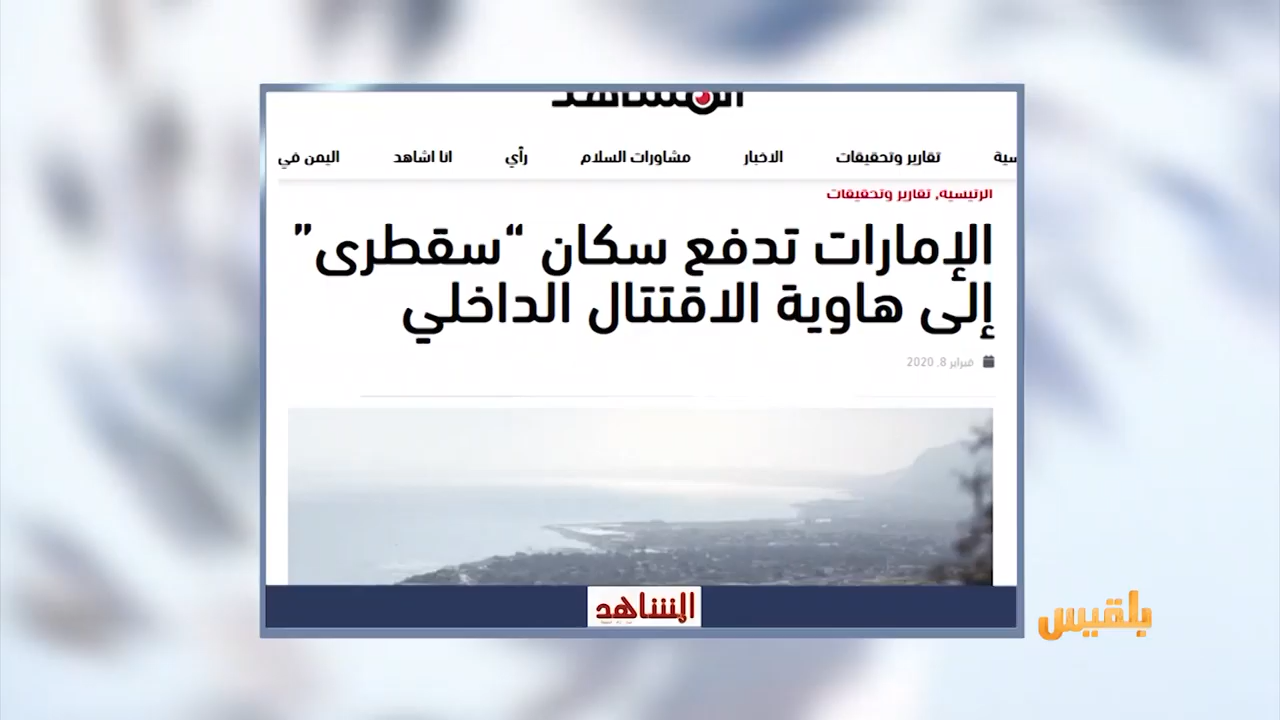 المشاهد
تقارير وتحقيقات الاخبار مشاورات السلام رأي انا اشاهد اليمن في
الرئيسية, تقارير وتحقيقات
الإمارات تدفع سكان “سقطرى”
إلى هاوية الاقتتال الداخلي
فبراير 8, 2020
المشاهد
بلقيس